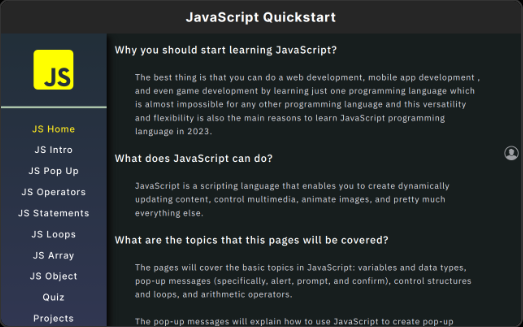 JavaScript Quickstart
JS
JS Home
JS Intro
JS Pop Up
JS Operators
JS Statements
JS Loops
JS Array
JS Object
Quiz
Projects
Why you should start learning JavaScript?
The best thing is that you can do a web development, mobile app development ,
and even game development by learning just one programming language which
is almost impossible for any other programming language and this versatility
and flexibility is also the main reasons to learn JavaScript programming
language in 2023.
What does JavaScript can do?
JavaScript is a scripting language that enables you to create dynamically
updating content, control multimedia, animate images, and pretty much
everything else.
What are the topics that this pages will be covered?
The pages will cover the basic topics in JavaScript: variables and data types,
pop-up messages (specifically, alert, prompt, and confirm), control structures
and loops, and arithmetic operators.
The pop-up messages will explain how to use JavaScript to create pop-up